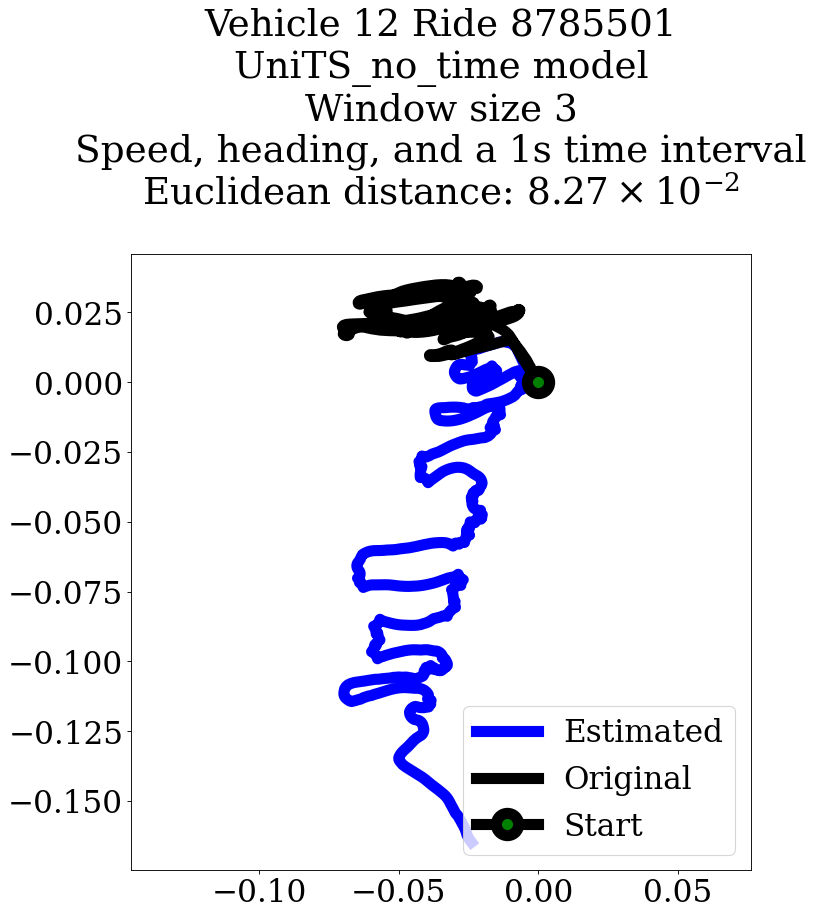 Vehicle 12 Ride 8785501
UniTS_no_time model
Window size 3
Speed, heading, and a 1s time interval
Euclidean distance: 8.27 × 10⁻²
0.025
0.000
−0.025
−0.050
−0.075
−0.100
−0.125
−0.150
Estimated
Original
Start
−0.10
−0.05
0.00
0.05